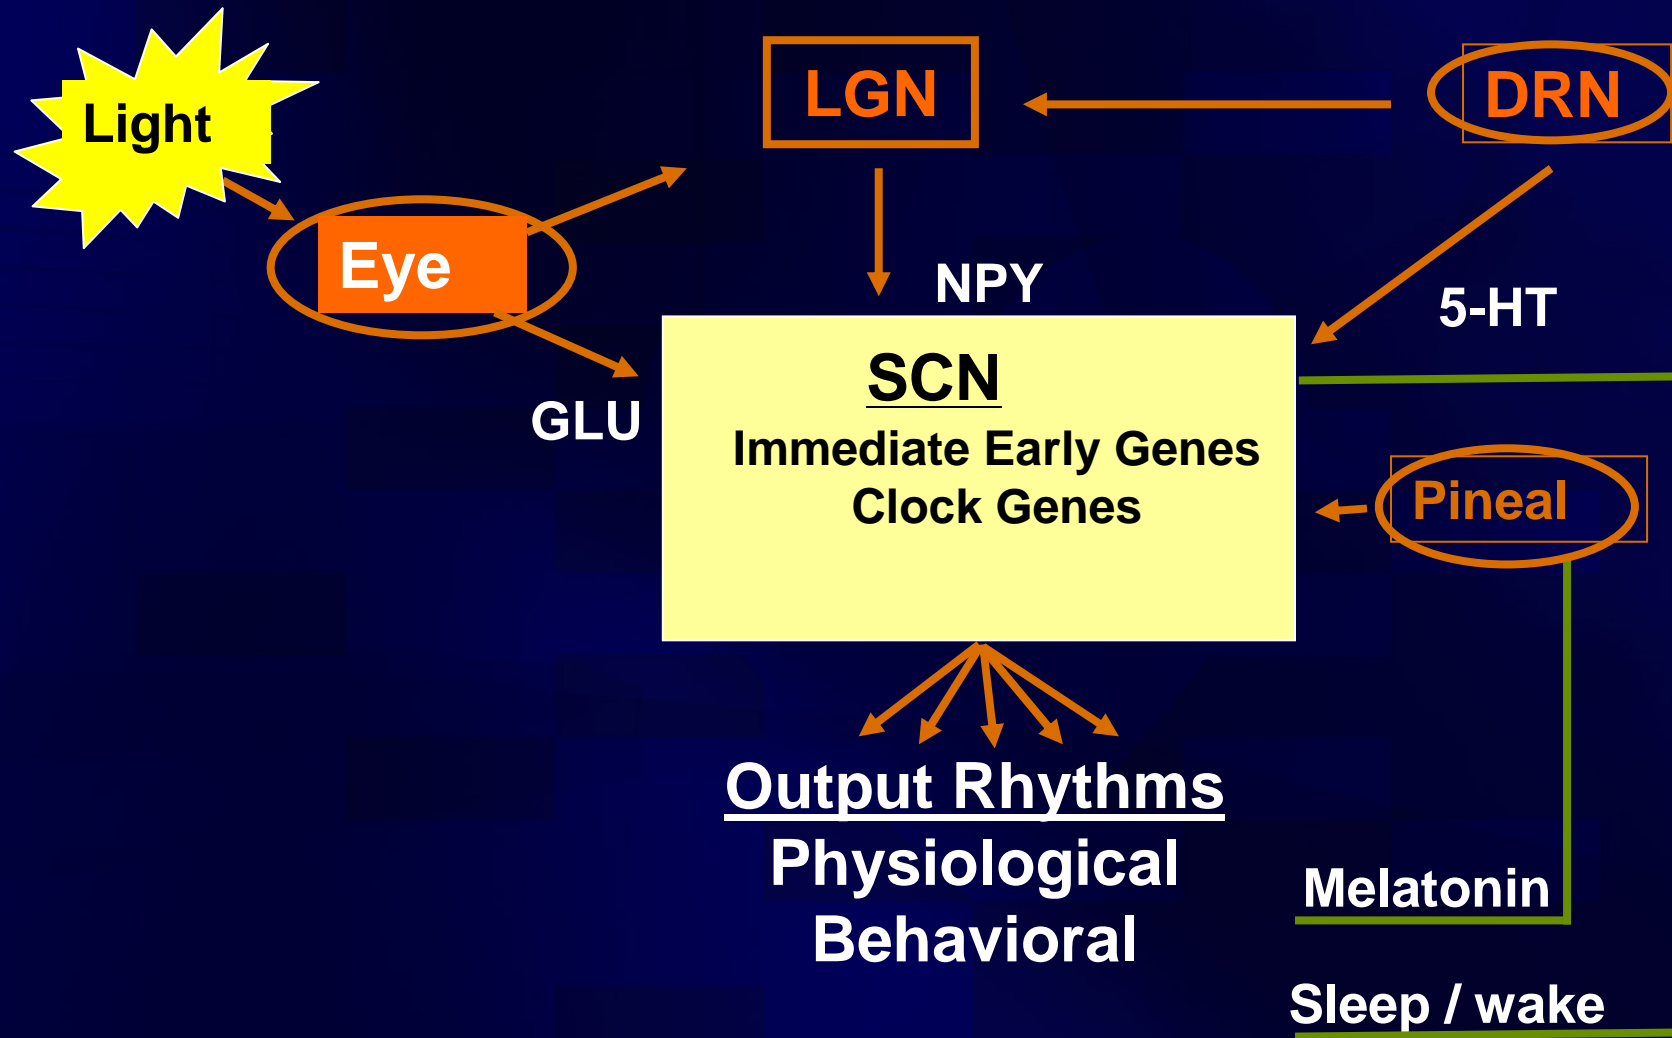 Light
LGN
DRN
Eye
NPY
5-HT
GLU
SCN
Immediate Early Genes
Clock Genes
Pineal
Output Rhythms
Physiological
Behavioral
Melatonin
Sleep / wake